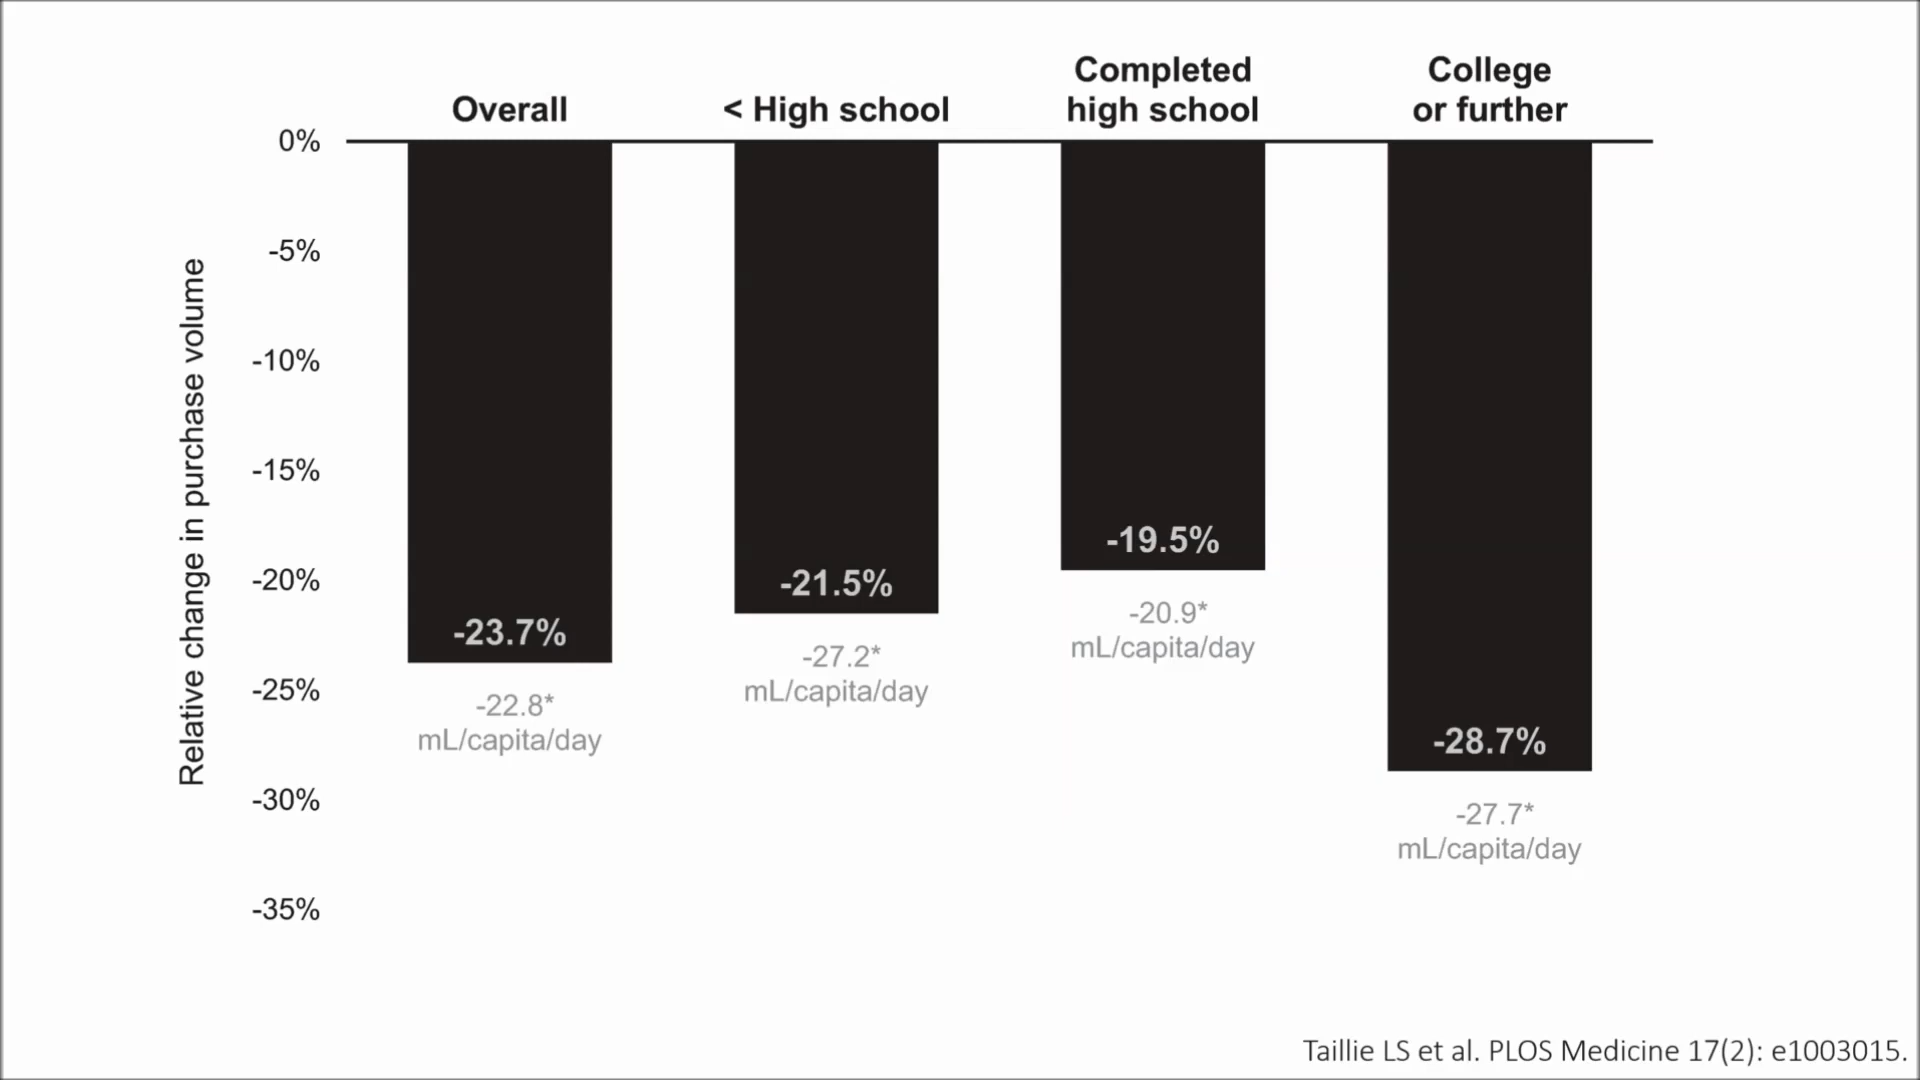 Overall
< High school
Completed
high school
College
or further
0%
-5%
-10%
-15%
-20%
-25%
-30%
-35%
Relative change in purchase volume
-23.7%
-22.8*
mL/capita/day
-21.5%
-27.2*
mL/capita/day
-19.5%
-20.9*
mL/capita/day
-28.7%
-27.7*
mL/capita/day
Taillie LS et al. PLOS Medicine 17(2): e1003015.